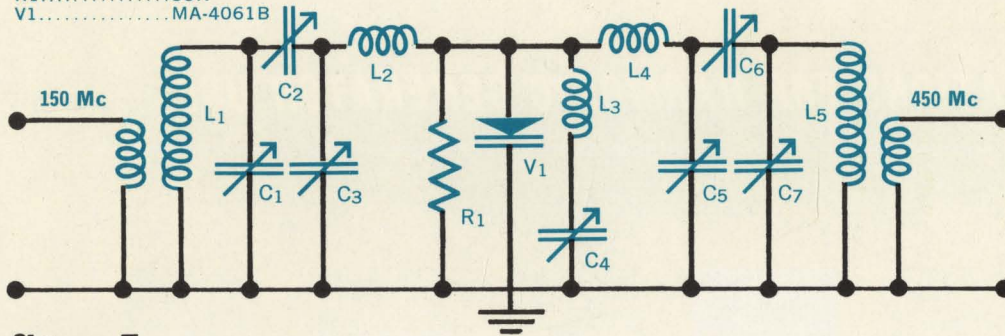 V1.................MA-4061B
150 Mc
L1
C2
L2
L4
C6
L5
450 Mc
L3
C1
C3
R1
V1
C4
C5
C7